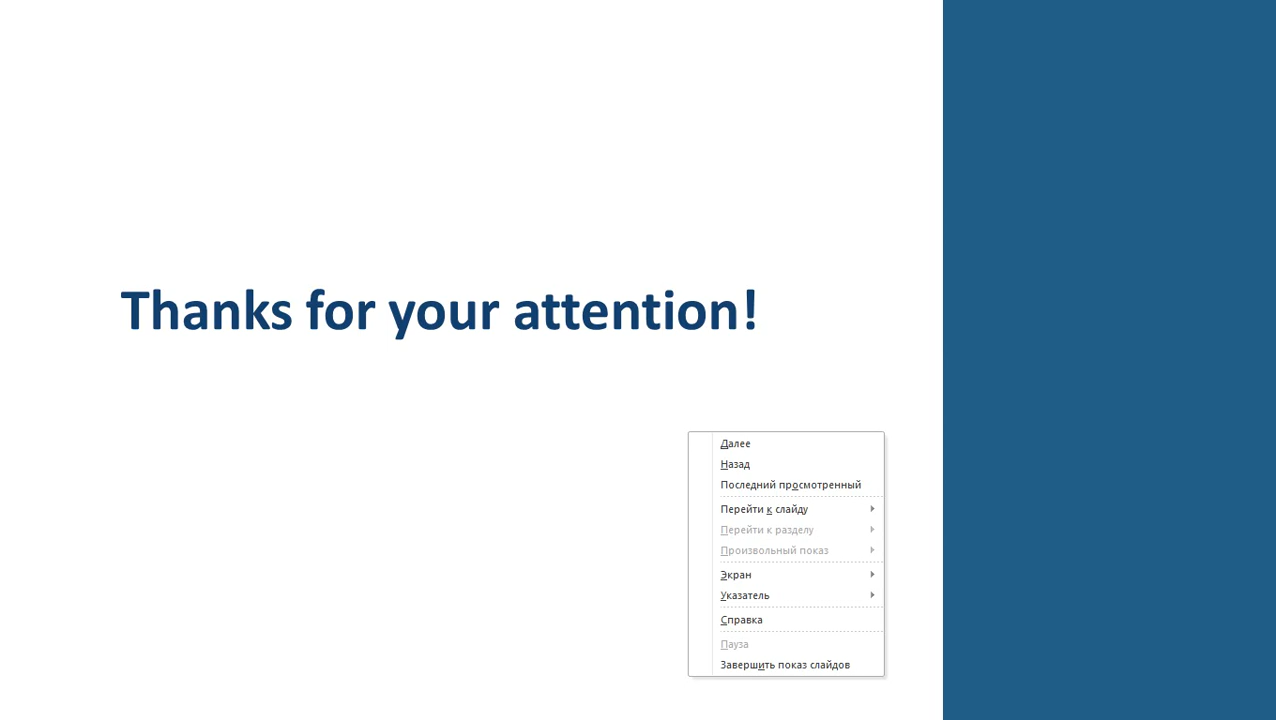 Thanks for your attention!
Далее
Назад
Последний просмотренный
Перейти к слайду
Перейти к разделу
Произвольный показ
Экран
Указатель
Справка
Пауза
Завершить показ слайдов